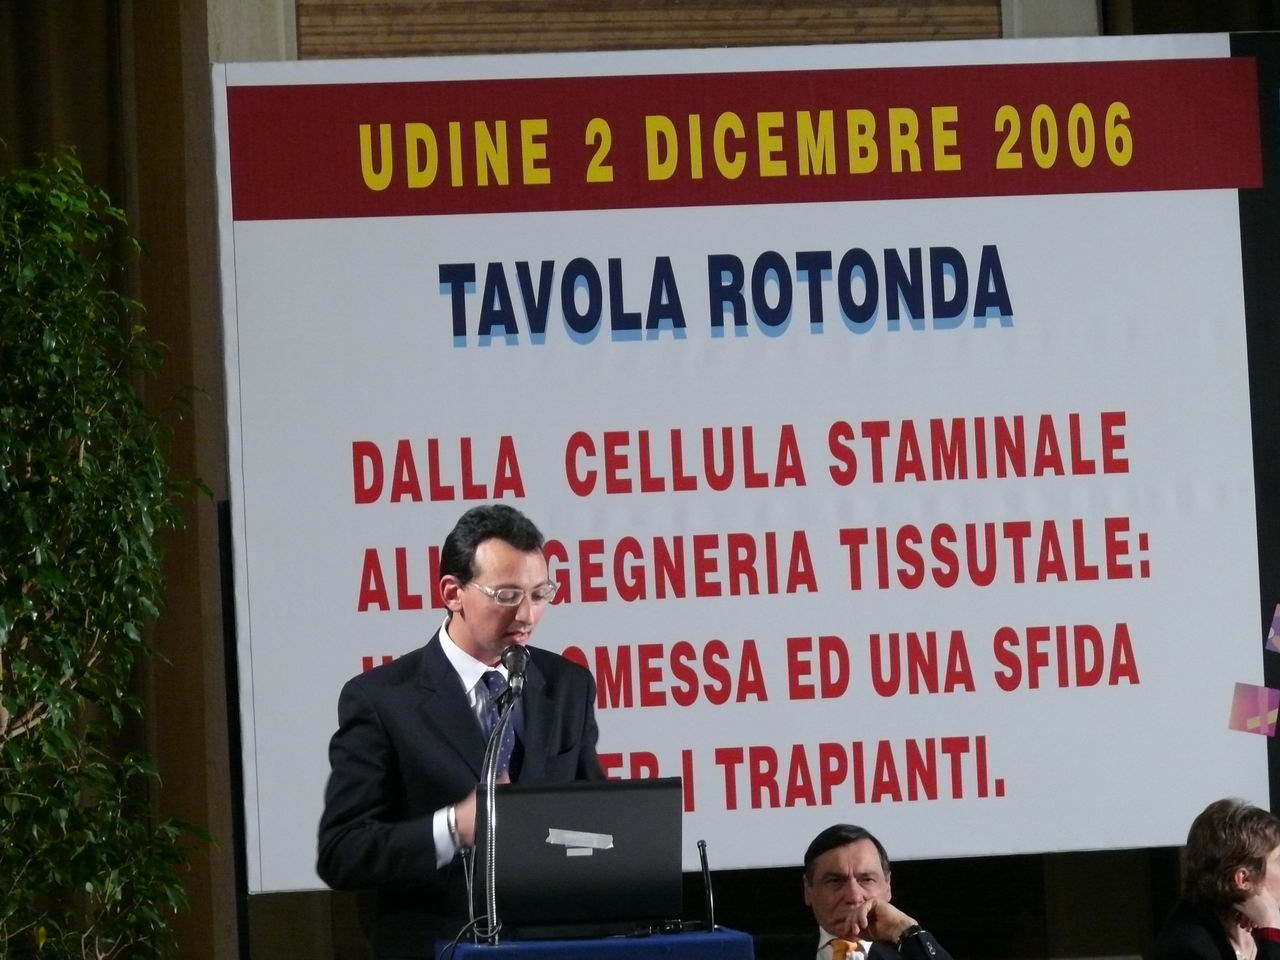 UDINE 2 DICEMBRE 2006
TAVOLA ROTONDA
DALLA CELLULA STAMINALE
GEGNERIA TISSUTALE:
OMESSA ED UNA SFIDA
I TRAPIANTI.